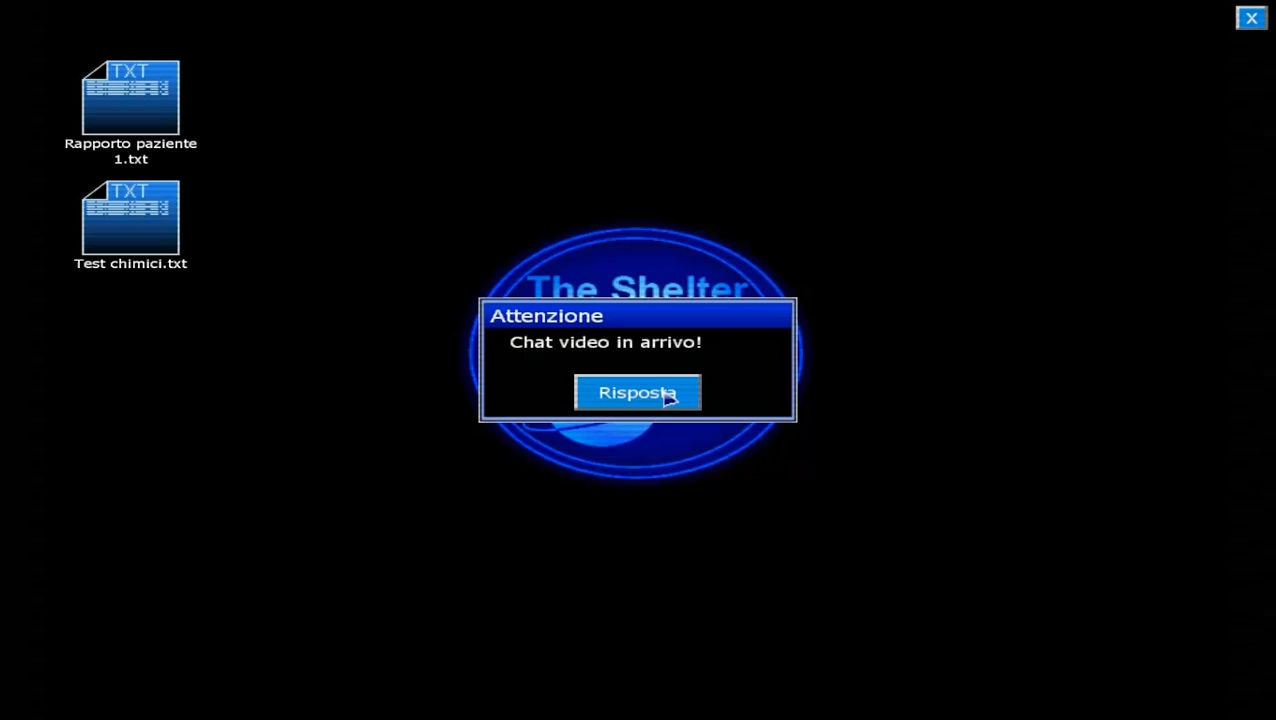 X
TXT
Rapporto paziente
1.txt
TXT
Test chimici.txt
The Shelter
Attenzione
Chat video in arrivo!
Risposta